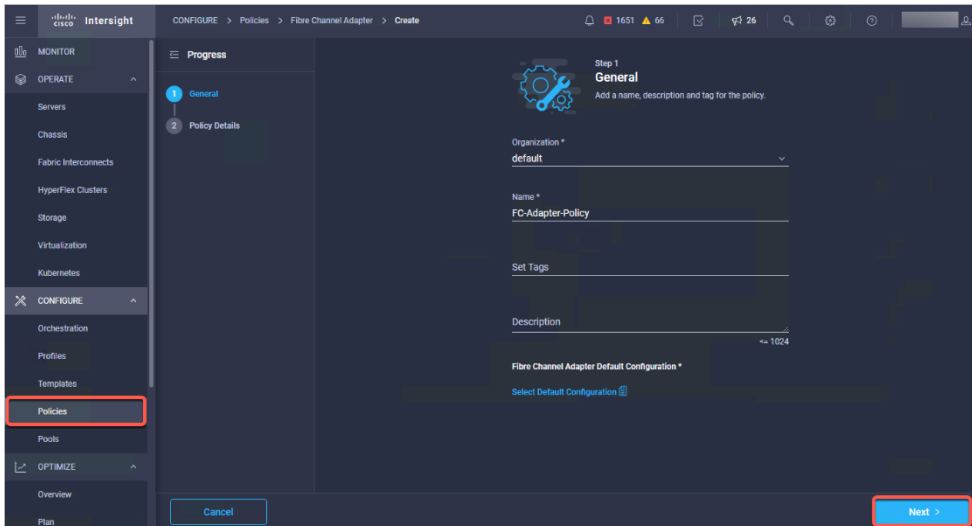 cisco Intersight
CONFIGURE > Policies > Fibre Channel Adapter > Create
1651 66 26
MONITOR
OPERATE
Servers
Chassis
Fabric Interconnects
HyperFlex Clusters
Storage
Virtualization
Kubernetes
CONFIGURE
Orchestration
Profiles
Templates
Policies
Pools
OPTIMIZE
Overview
Plan
Progress
1 General
2 Policy Details
Step 1
General
Add a name, description and tag for the policy.
Organization *
default
Name *
FC-Adapter-Policy
Set Tags
Description
<= 1024
Fibre Channel Adapter Default Configuration *
Select Default Configuration
Cancel
Next >